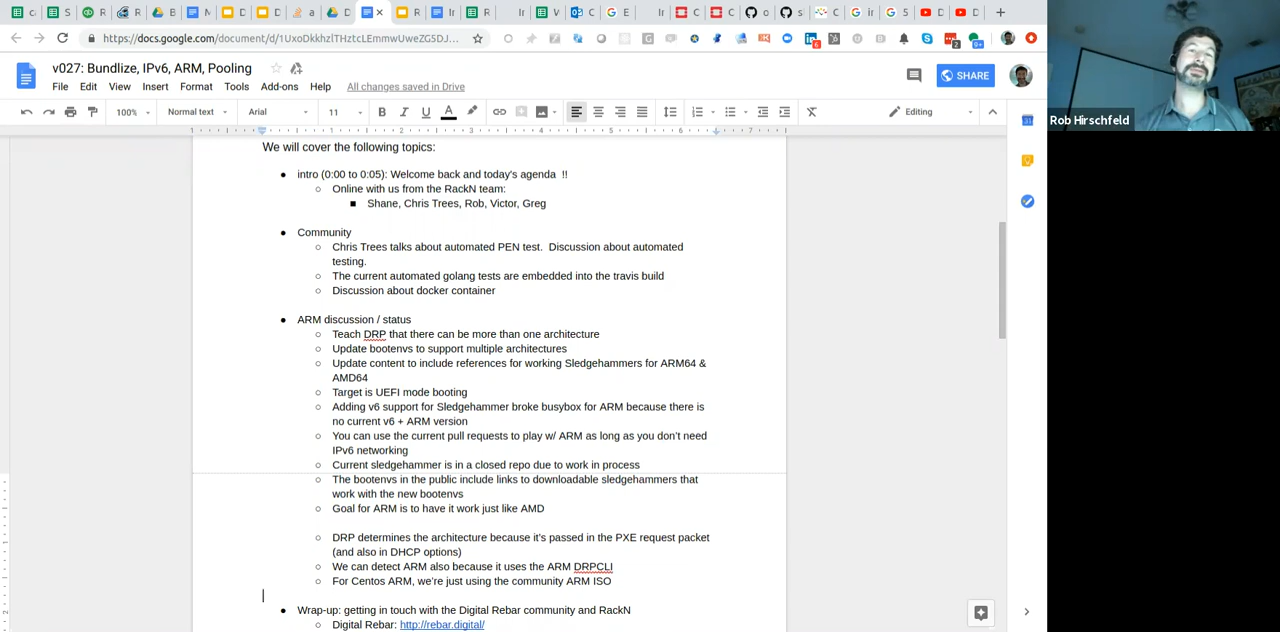 https://docs.google.com/document/d/1UxoDkkhzlTHztcLEmmwUweZG5DJ...
v027: Bundlize, IPv6, ARM, Pooling
File Edit View Insert Format Tools Add-ons Help All changes saved in Drive
SHARE
100% Normal text Arial 11 Editing
Rob Hirschfeld
We will cover the following topics:
● intro (0:00 to 0:05): Welcome back and today's agenda !!
○ Online with us from the RackN team:
■ Shane, Chris Trees, Rob, Victor, Greg
● Community
○ Chris Trees talks about automated PEN test. Discussion about automated
testing.
○ The current automated golang tests are embedded into the travis build
○ Discussion about docker container
● ARM discussion / status
○ Teach DRP that there can be more than one architecture
○ Update bootenvs to support multiple architectures
○ Update content to include references for working Sledgehammers for ARM64 &
AMD64
○ Target is UEFI mode booting
○ Adding v6 support for Sledgehammer broke busybox for ARM because there is
no current v6 + ARM version
○ You can use the current pull requests to play w/ ARM as long as you don't need
IPv6 networking
○ Current sledgehammer is in a closed repo due to work in process
○ The bootenvs in the public include links to downloadable sledgehammers that
work with the new bootenvs
○ Goal for ARM is to have it work just like AMD
○ DRP determines the architecture because it's passed in the PXE request packet
(and also in DHCP options)
○ We can detect ARM also because it uses the ARM DRPCLI
○ For Centos ARM, we're just using the community ARM ISO
● Wrap-up: getting in touch with the Digital Rebar community and RackN
○ Digital Rebar: http://rebar.digital/